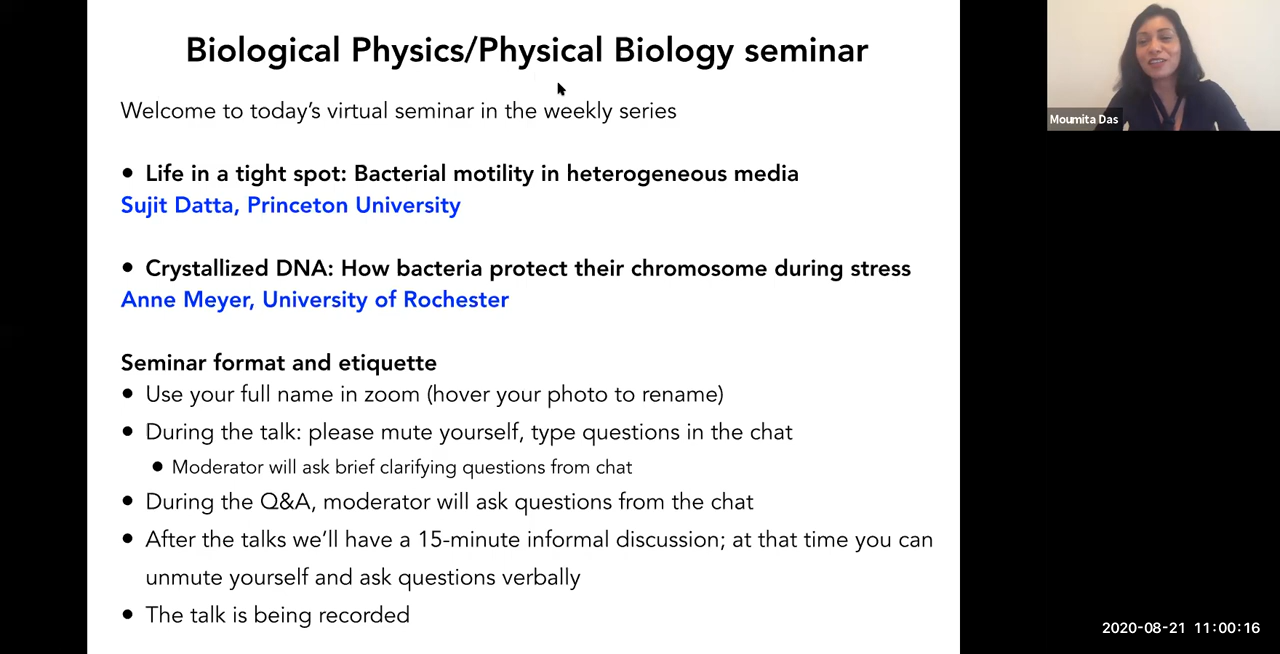 Biological Physics/Physical Biology seminar
Welcome to today’s virtual seminar in the weekly series
• Life in a tight spot: Bacterial motility in heterogeneous media
Sujit Datta, Princeton University
• Crystallized DNA: How bacteria protect their chromosome during stress
Anne Meyer, University of Rochester
Seminar format and etiquette
• Use your full name in zoom (hover your photo to rename)
• During the talk: please mute yourself, type questions in the chat
• Moderator will ask brief clarifying questions from chat
• During the Q&A, moderator will ask questions from the chat
• After the talks we’ll have a 15-minute informal discussion; at that time you can
unmute yourself and ask questions verbally
• The talk is being recorded
Moumita Das
2020-08-21 11:00:16